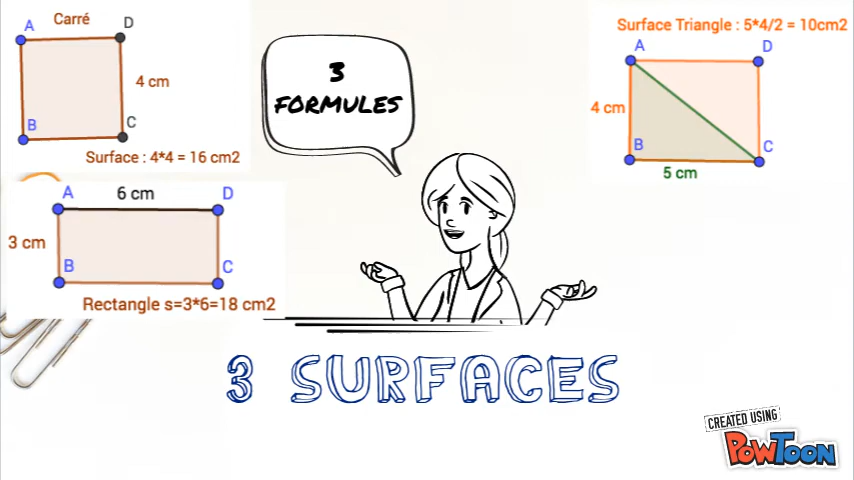 Carré
A
D
4 cm
B
C
Surface : 4*4 = 16 cm2
3
FORMULES
Surface Triangle : 5*4/2 = 10cm2
A
D
4 cm
B
C
5 cm
A
6 cm
D
3 cm
B
C
Rectangle s=3*6=18 cm2
3 SURFACES
CREATED USING
POWTOON